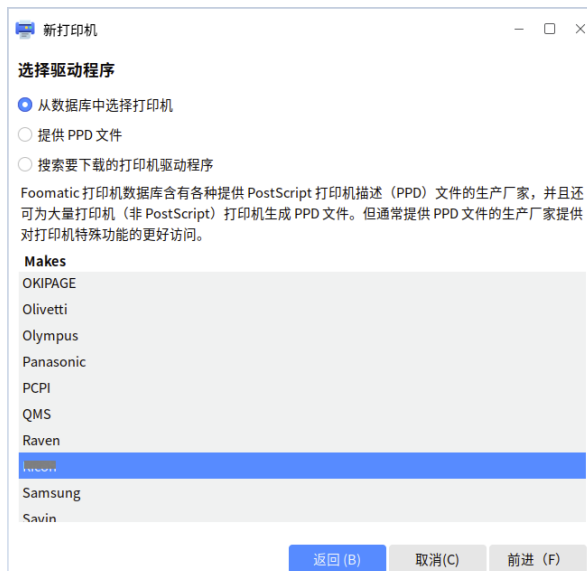 新打印机
选择驱动程序
从数据库中选择打印机
提供 PPD 文件
搜索要下载的打印机驱动程序
Foomatic 打印机数据库含有各种提供 PostScript 打印机描述（PPD）文件的生产厂家，并且还
可为大量打印机（非 PostScript）打印机生成 PPD 文件。但通常提供 PPD 文件的生产厂家提供
对打印机特殊功能的更好访问。
Makes
OKIPAGE
Olivetti
Olympus
Panasonic
PCPI
QMS
Raven
Samsung
Savin
返回 (B) 取消(C) 前进（F）